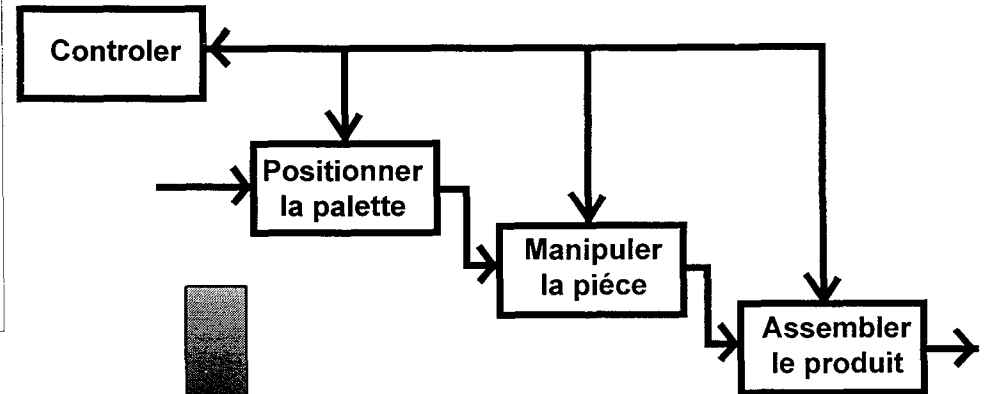 Controler
Positionner
la palette
Manipuler
la piéce
Assembler
le produit